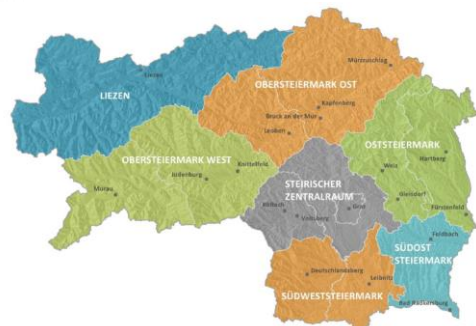 Mürzzuschlag
Liezen
OBERSTEIERMARK OST
LIEZEN
Kapfenberg
Bruck an der Mur
Leoben
OSTSTEIERMARK
OBERSTEIERMARK WEST
Hartberg
Knittelfeld
Weiz
Judenburg
STEIRISCHER
ZENTRALRAUM
Murau
Gleisdorf
Graz
Voitsberg
Fürstenfeld
Feldbach
SÜDOST
STEIERMARK
Deutschlandsberg
Leibnitz
SÜDWESTSTEIERMARK
Bad Radkersburg